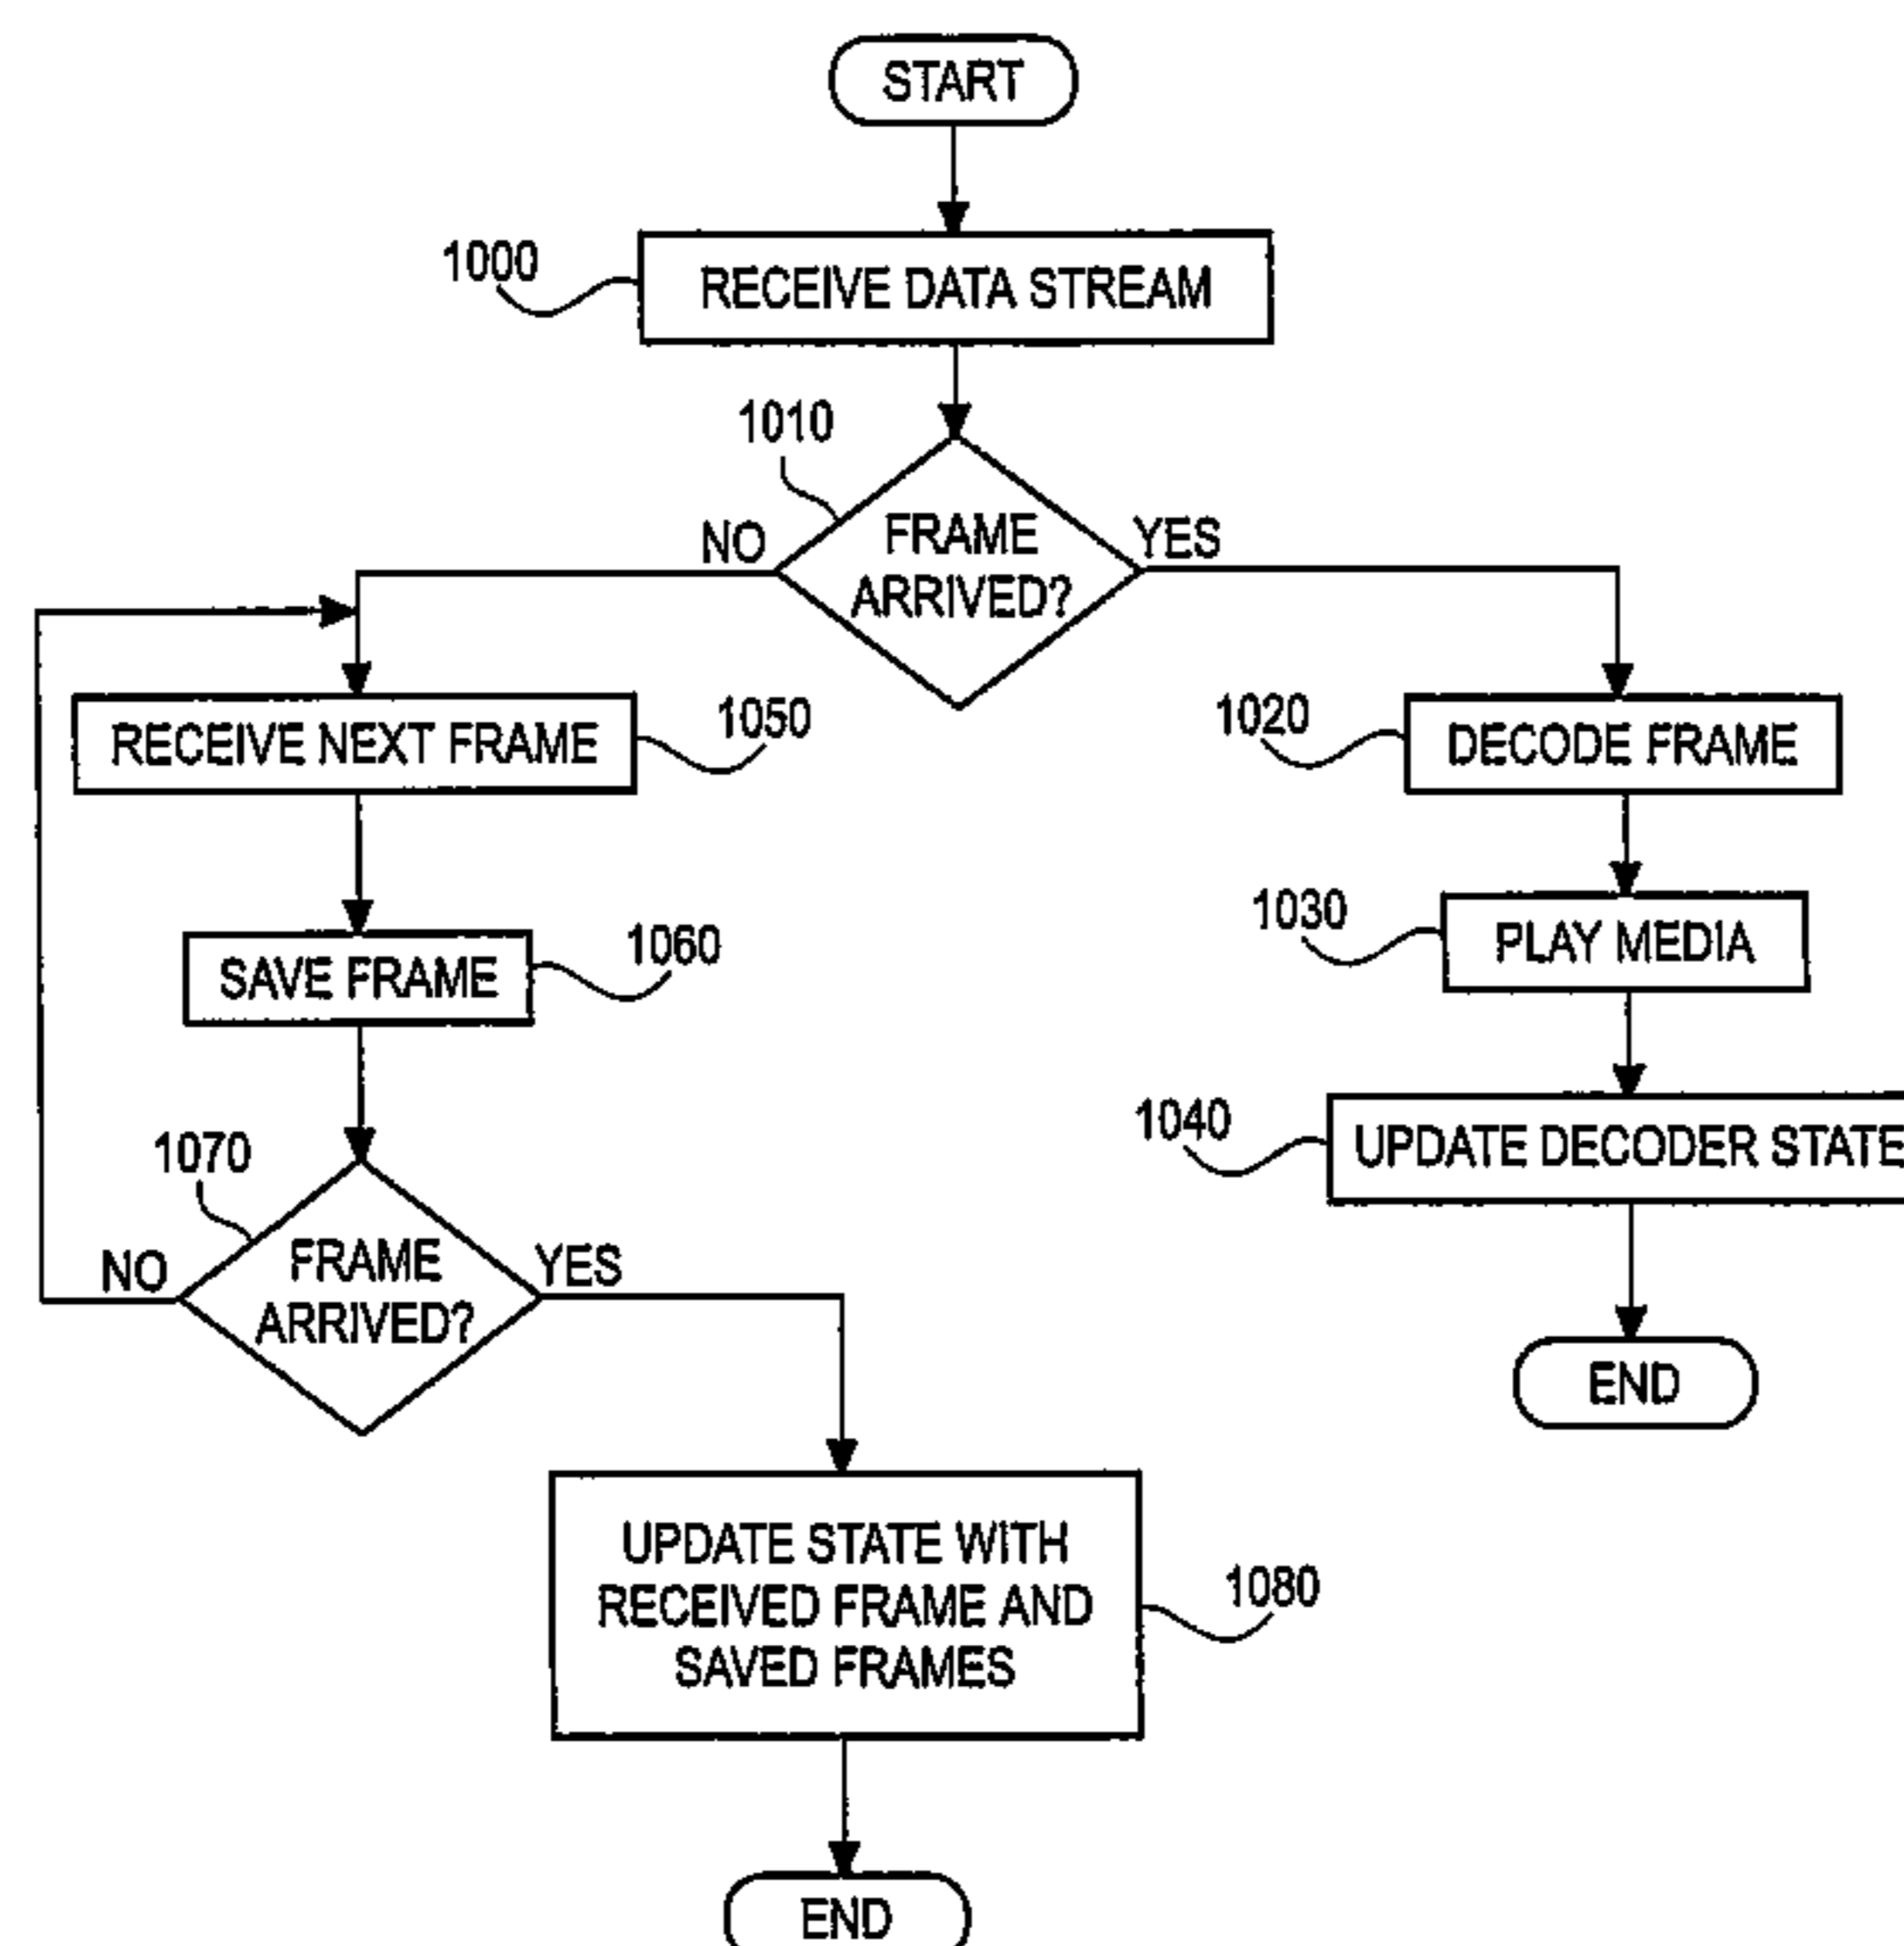 START
1000
RECEIVE DATA STREAM
1010
NO
FRAME
ARRIVED?
YES
RECEIVE NEXT FRAME
1050
1020
DECODE FRAME
1030
PLAY MEDIA
SAVE FRAME
1060
1040
UPDATE DECODER STATE
1070
NO
FRAME
ARRIVED?
YES
END
UPDATE STATE WITH
RECEIVED FRAME AND
SAVED FRAMES
1080
END